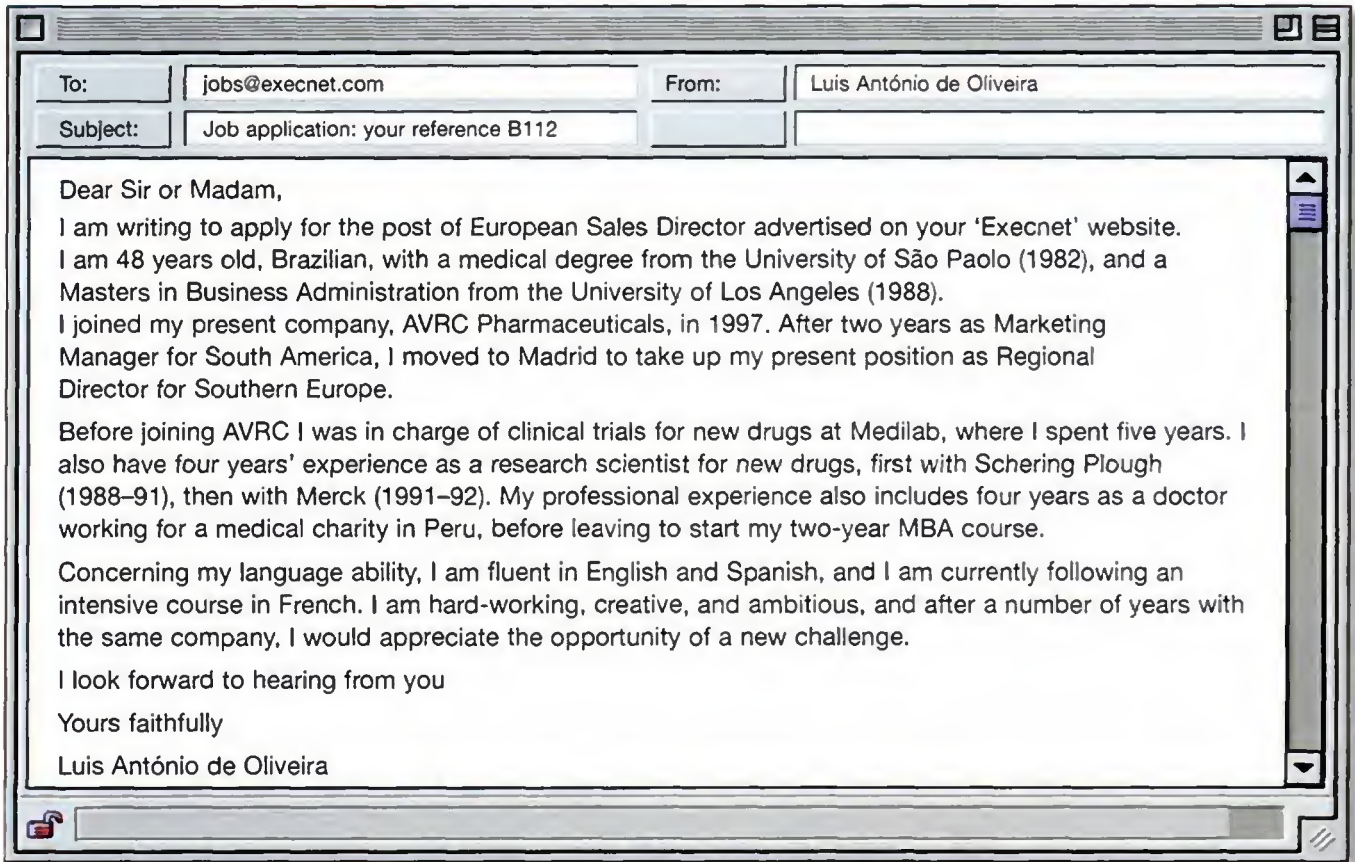 To: jobs@execnet.com From: Luis António de Oliveira
Subject: Job application: your reference B112
Dear Sir or Madam,
I am writing to apply for the post of European Sales Director advertised on your 'Execnet' website.
I am 48 years old, Brazilian, with a medical degree from the University of São Paolo (1982), and a
Masters in Business Administration from the University of Los Angeles (1988).
I joined my present company, AVRC Pharmaceuticals, in 1997. After two years as Marketing
Manager for South America, I moved to Madrid to take up my present position as Regional
Director for Southern Europe.
Before joining AVRC I was in charge of clinical trials for new drugs at Medilab, where I spent five years. I
also have four years' experience as a research scientist for new drugs, first with Schering Plough
(1988–91), then with Merck (1991–92). My professional experience also includes four years as a doctor
working for a medical charity in Peru, before leaving to start my two-year MBA course.
Concerning my language ability, I am fluent in English and Spanish, and I am currently following an
intensive course in French. I am hard-working, creative, and ambitious, and after a number of years with
the same company, I would appreciate the opportunity of a new challenge.
I look forward to hearing from you
Yours faithfully
Luis António de Oliveira